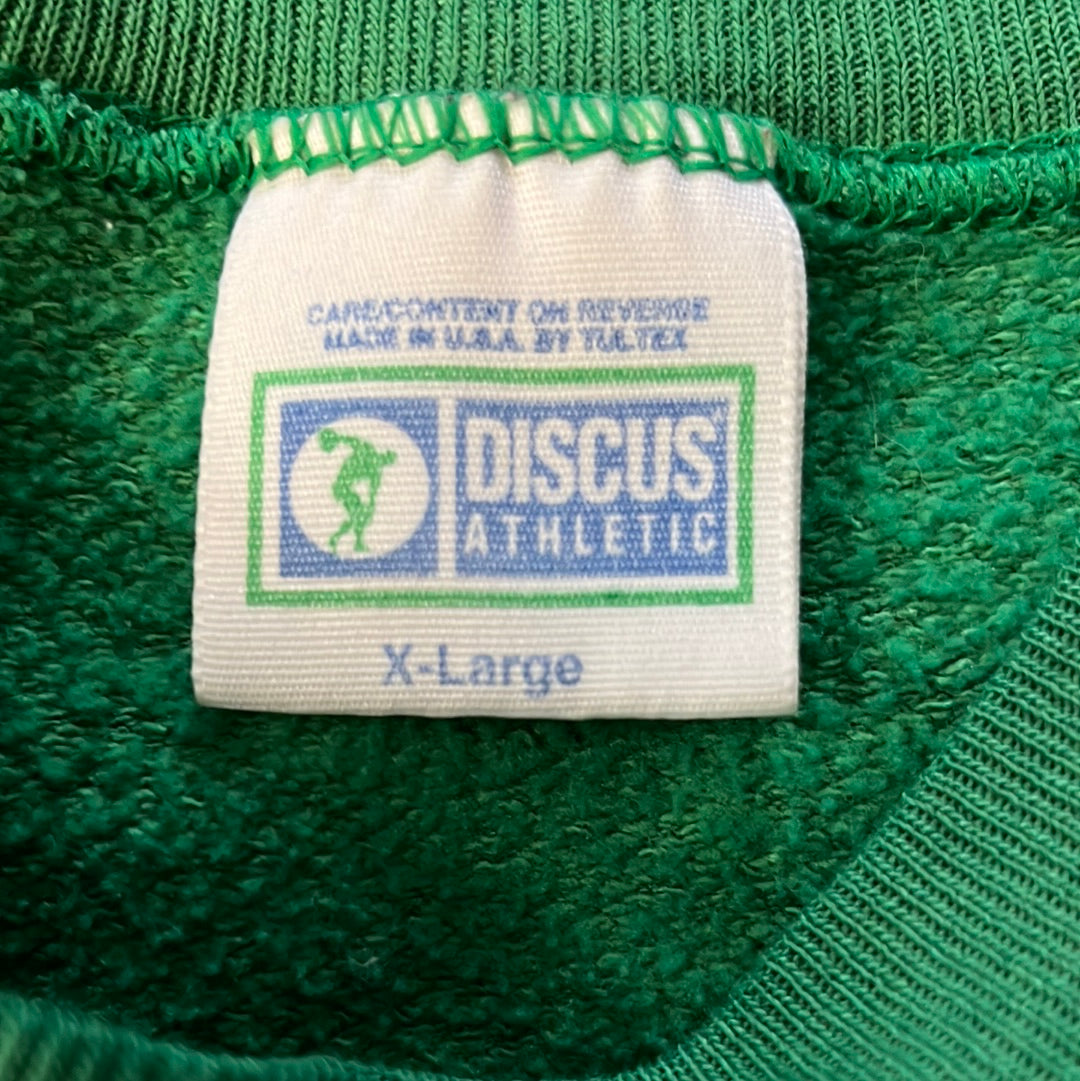 CARE/CONTENT ON REVERSE
MADE IN U.S.A. BY TULTEX
DISCUS
ATHLETIC
X-Large